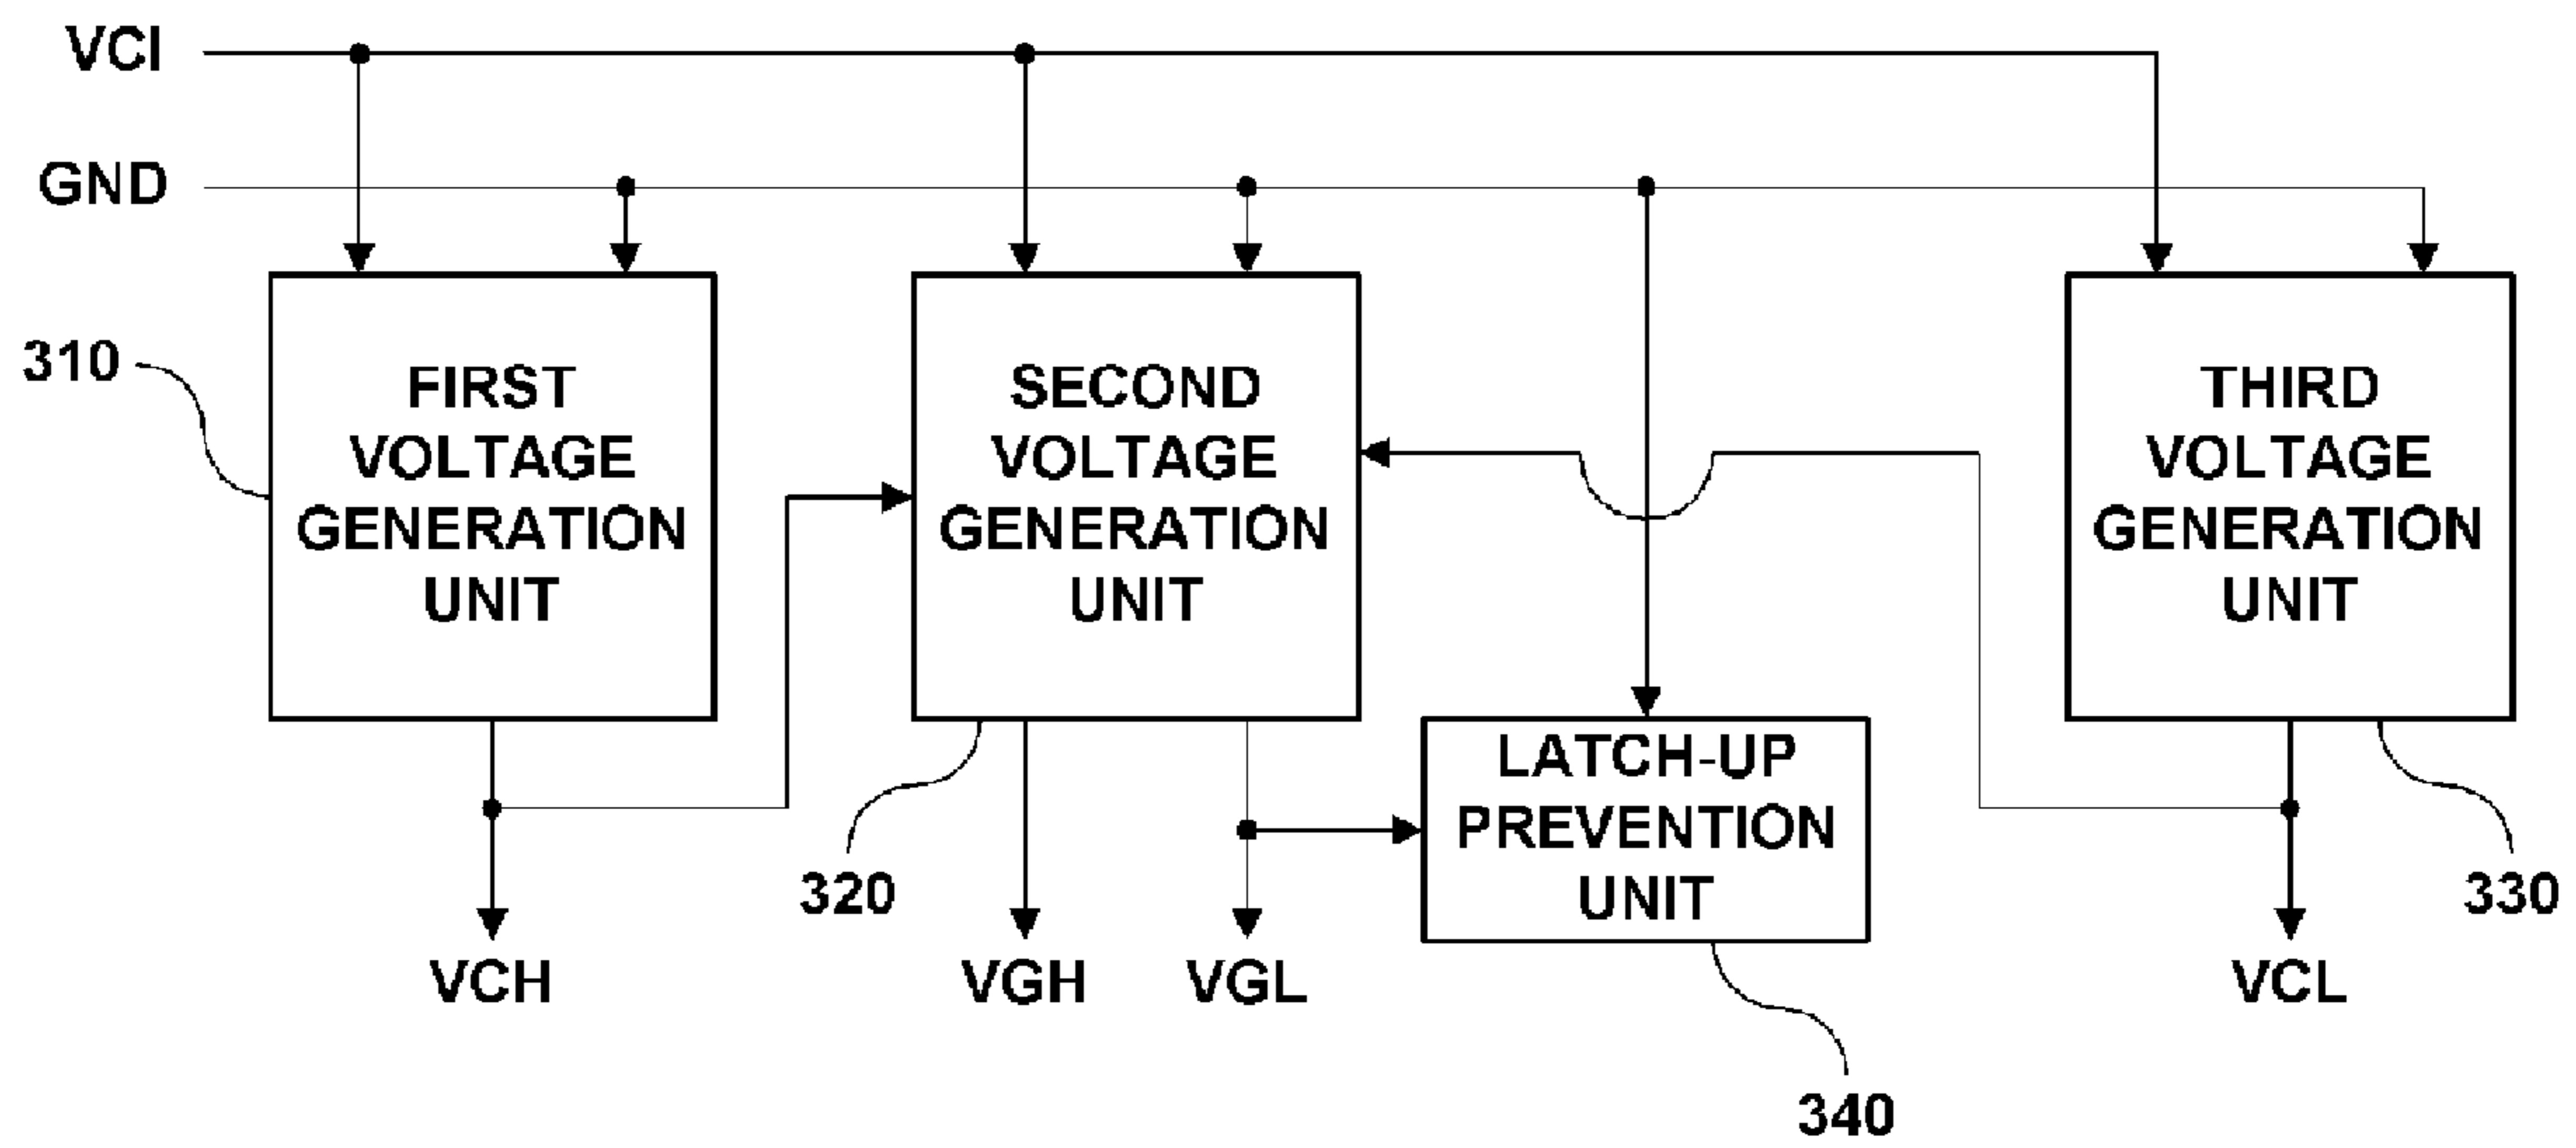 VCI
GND
310
FIRST
VOLTAGE
GENERATION
UNIT
SECOND
VOLTAGE
GENERATION
UNIT
THIRD
VOLTAGE
GENERATION
UNIT
LATCH-UP
PREVENTION
UNIT
320
330
VCH
VGH
VGL
VCL
340